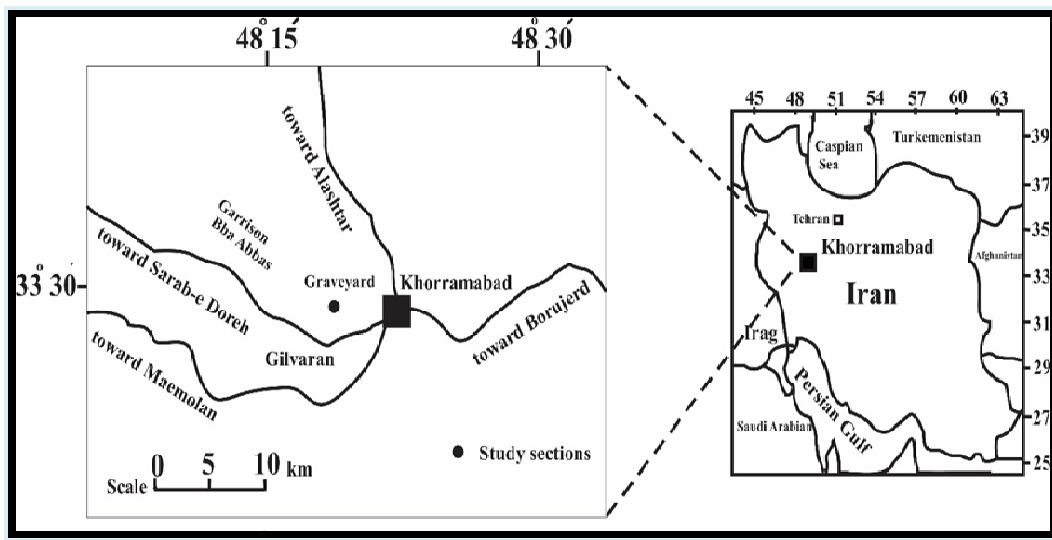 48° 15′
48° 30′
33° 30′
toward Alashtar
Garrisen
Bba Abbas
toward Sarab-e Doreh
Graveyard
Khorramabad
toward Borujerd
Gilvaran
toward Maemolan
Study sections
0 5 10 km
Scale
45 48 51 54 57 60 63
39
37
35
33
31
29
27
25
Caspian
Sea
Turkemenistan
Tehran
Khorramabad
Afghanistan
Iran
Iraq
Persian Gulf
Saudi Arabian